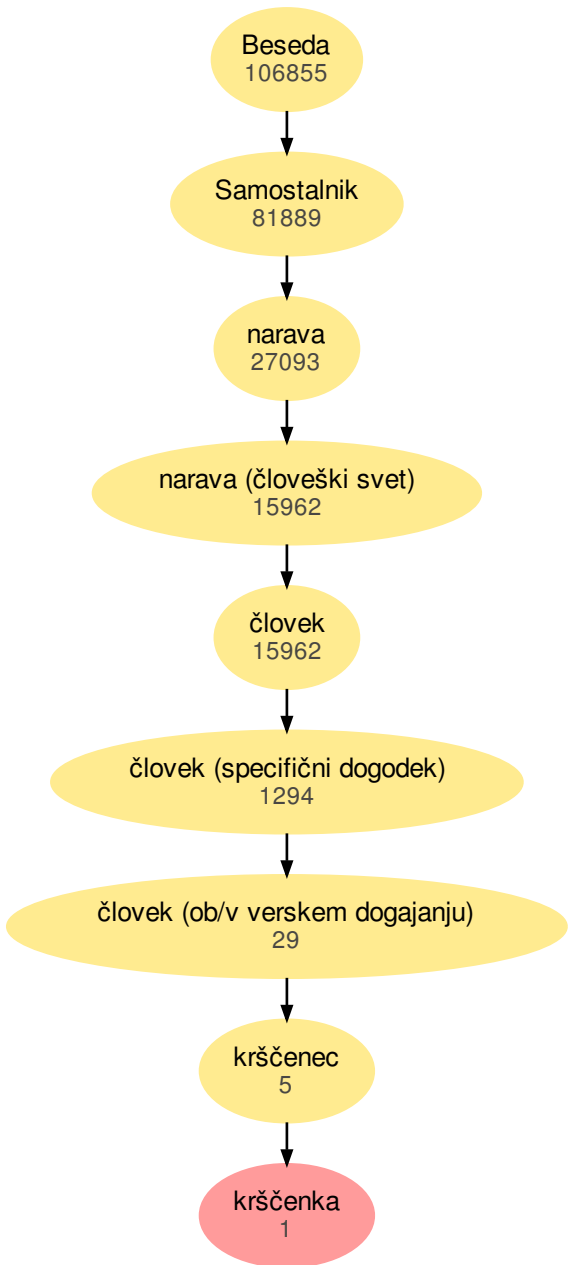 Beseda
106855
Samostalnik
81889
narava
27093
narava (človeški svet)
15962
človek
15962
človek (specifični dogodek)
1294
človek (ob/v verskem dogajanju)
29
krščenec
5
krščenka
1